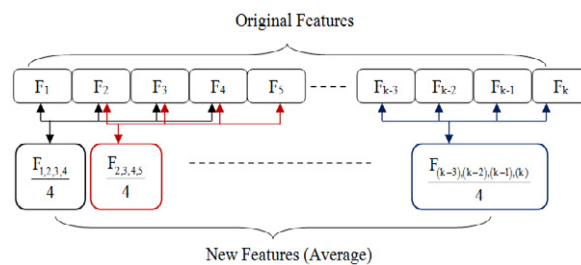 Original Features
F1 F2 F3 F4 F5 Fk-3 Fk-2 Fk-1 Fk
F1,2,3,4 F2,3,4,5 F(k-3),(k-2),(k-1),(k)
4 4 4
New Features (Average)